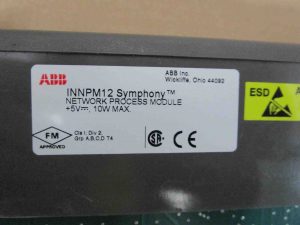 ABB
ABB Inc.
Wickliffe, Ohio 44092
INNPM12 Symphony™
NETWORK PROCESS MODULE
+5V⎓, 10W MAX.
ESD
FM
APPROVED
Cls I, Div 2,
Grp A,B,C,D T4
CE